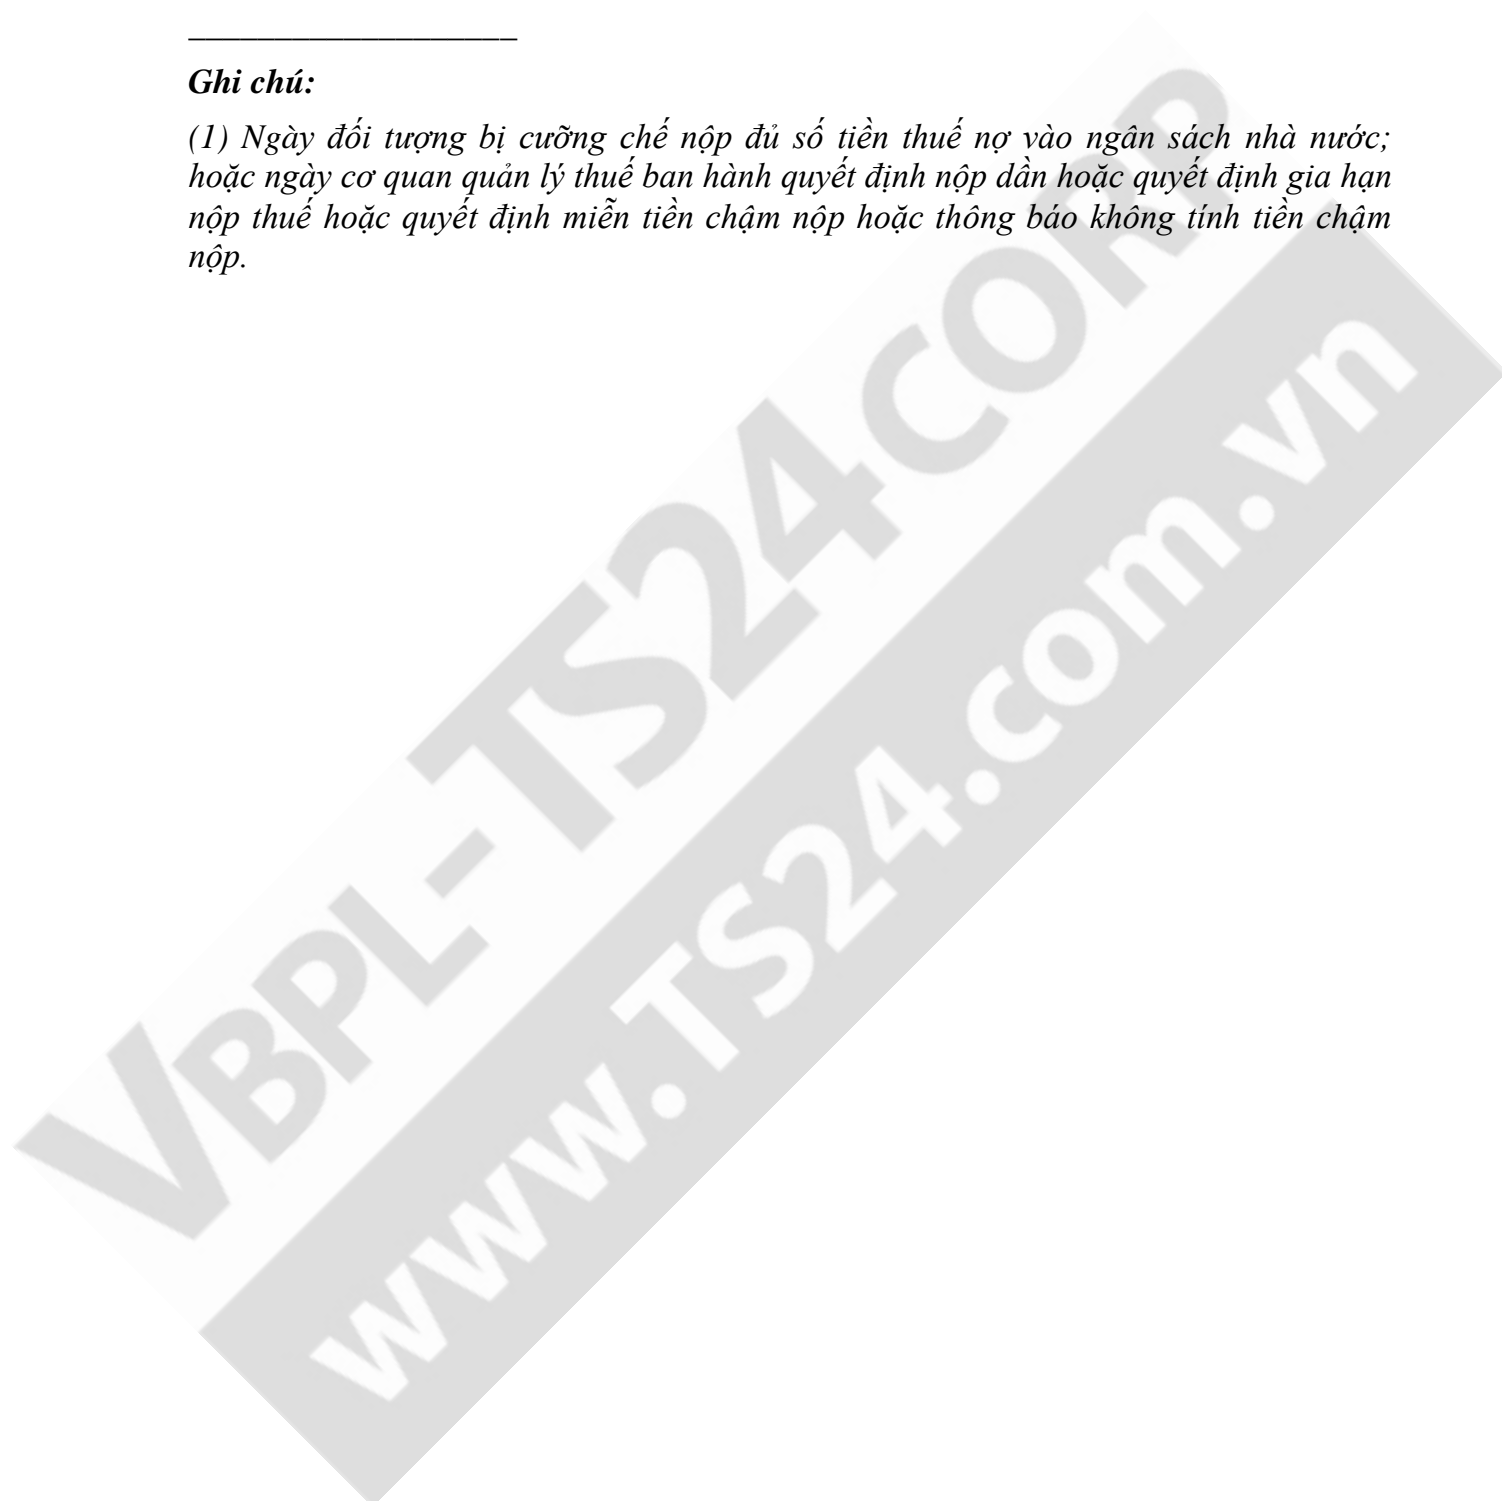 ____________________
Ghi chú:
(1) Ngày đối tượng bị cưỡng chế nộp đủ số tiền thuế nợ vào ngân sách nhà nước;
hoặc ngày cơ quan quản lý thuế ban hành quyết định nộp dần hoặc quyết định gia hạn
nộp thuế hoặc quyết định miễn tiền chậm nộp hoặc thông báo không tính tiền chậm
nộp.
VBPL-TS24CORP
www.TS24.com.vn